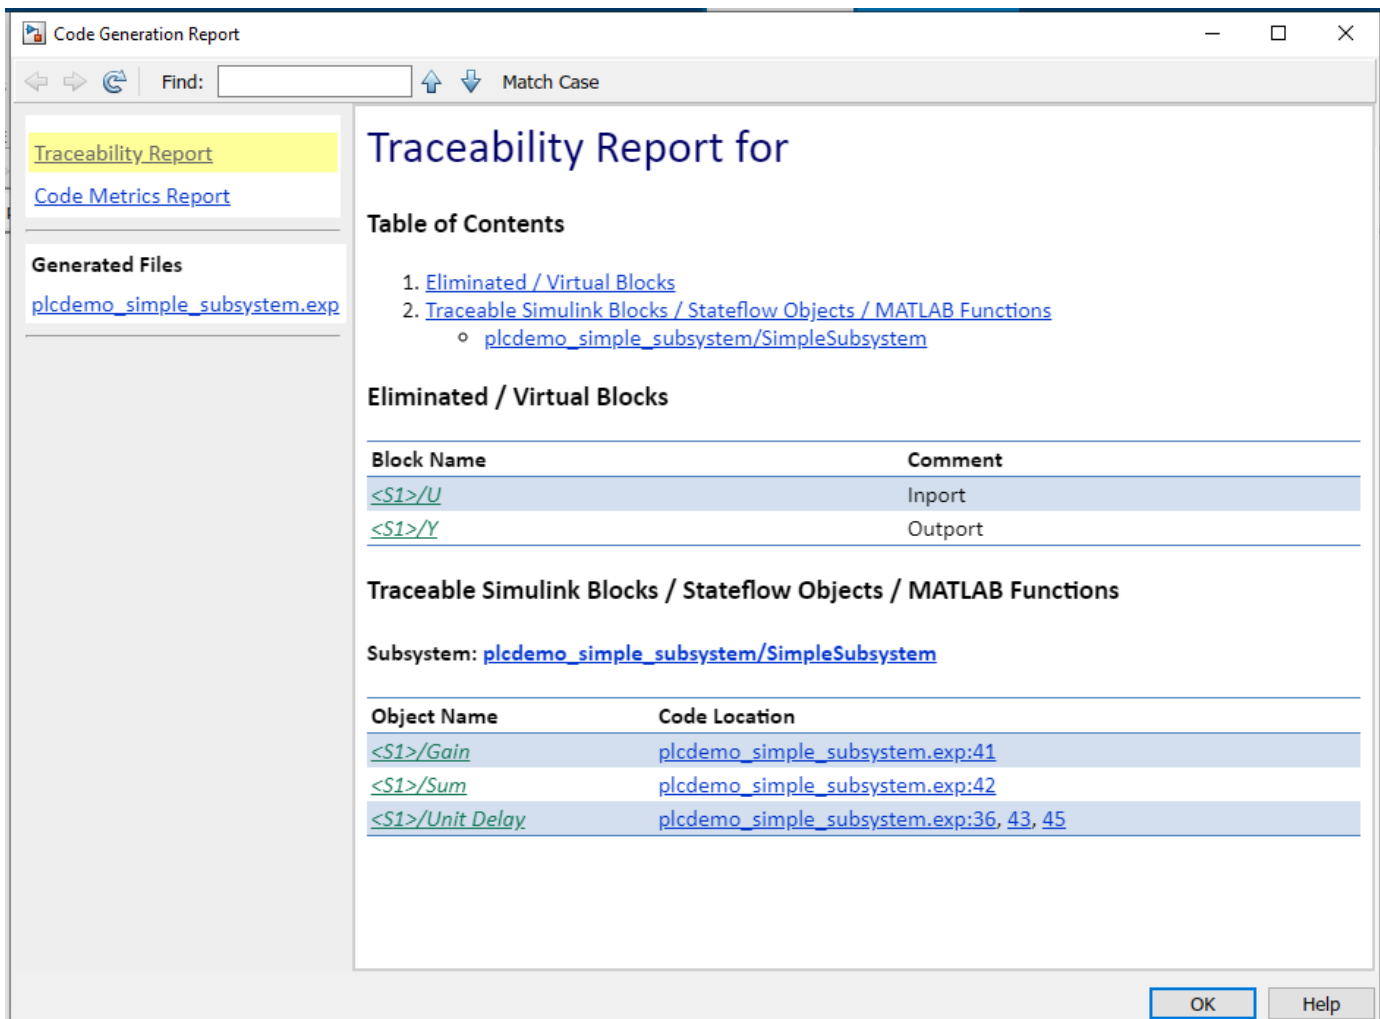 Code Generation Report
Find:
Match Case
Traceability Report
Code Metrics Report
Generated Files
plcdemo_simple_subsystem.exp
Traceability Report for
Table of Contents
1. Eliminated / Virtual Blocks
2. Traceable Simulink Blocks / Stateflow Objects / MATLAB Functions
plcdemo_simple_subsystem/SimpleSubsystem
Eliminated / Virtual Blocks
Block Name Comment
<S1>/U Inport
<S1>/Y Outport
Traceable Simulink Blocks / Stateflow Objects / MATLAB Functions
Subsystem: plcdemo_simple_subsystem/SimpleSubsystem
Object Name Code Location
<S1>/Gain plcdemo_simple_subsystem.exp:41
<S1>/Sum plcdemo_simple_subsystem.exp:42
<S1>/Unit Delay plcdemo_simple_subsystem.exp:36, 43, 45
OK Help